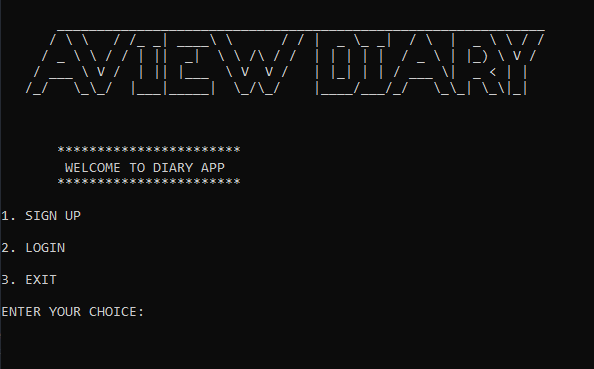 AVIEW DIARY
***********************
WELCOME TO DIARY APP
***********************
1. SIGN UP
2. LOGIN
3. EXIT
ENTER YOUR CHOICE: